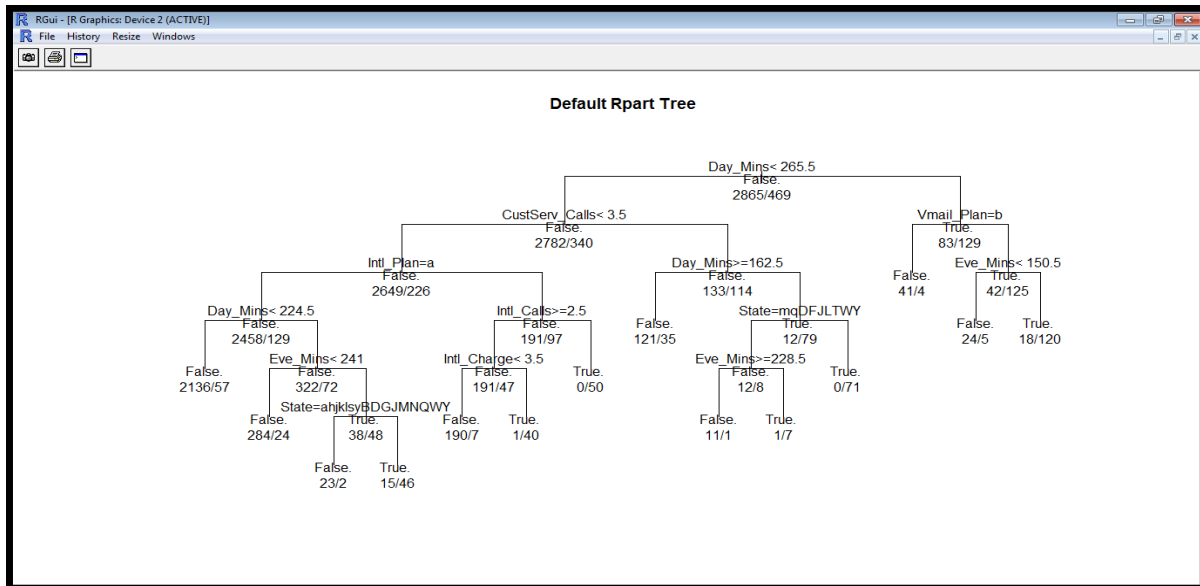 RGui - [R Graphics: Device 2 (ACTIVE)]
File History Resize Windows
Default Rpart Tree
Day_Mins< 265.5
False.
2865/469
CustServ_Calls< 3.5
False.
2782/340
Vmail_Plan=b
True.
83/129
Intl_Plan=a
False.
2649/226
Day_Mins>=162.5
False.
133/114
False.
41/4
Eve_Mins< 150.5
True.
42/125
Day_Mins< 224.5
False.
2458/129
Intl_Calls>=2.5
False.
191/97
False.
121/35
State=mqDFJLTWY
True.
12/79
False.
24/5
True.
18/120
False.
2136/57
Eve_Mins< 241
False.
322/72
Intl_Charge< 3.5
False.
191/47
True.
0/50
Eve_Mins>=228.5
False.
12/8
True.
0/71
False.
284/24
State=ahjklsyBDGJMNQWY
True.
38/48
False.
190/7
True.
1/40
False.
11/1
True.
1/7
False.
23/2
True.
15/46